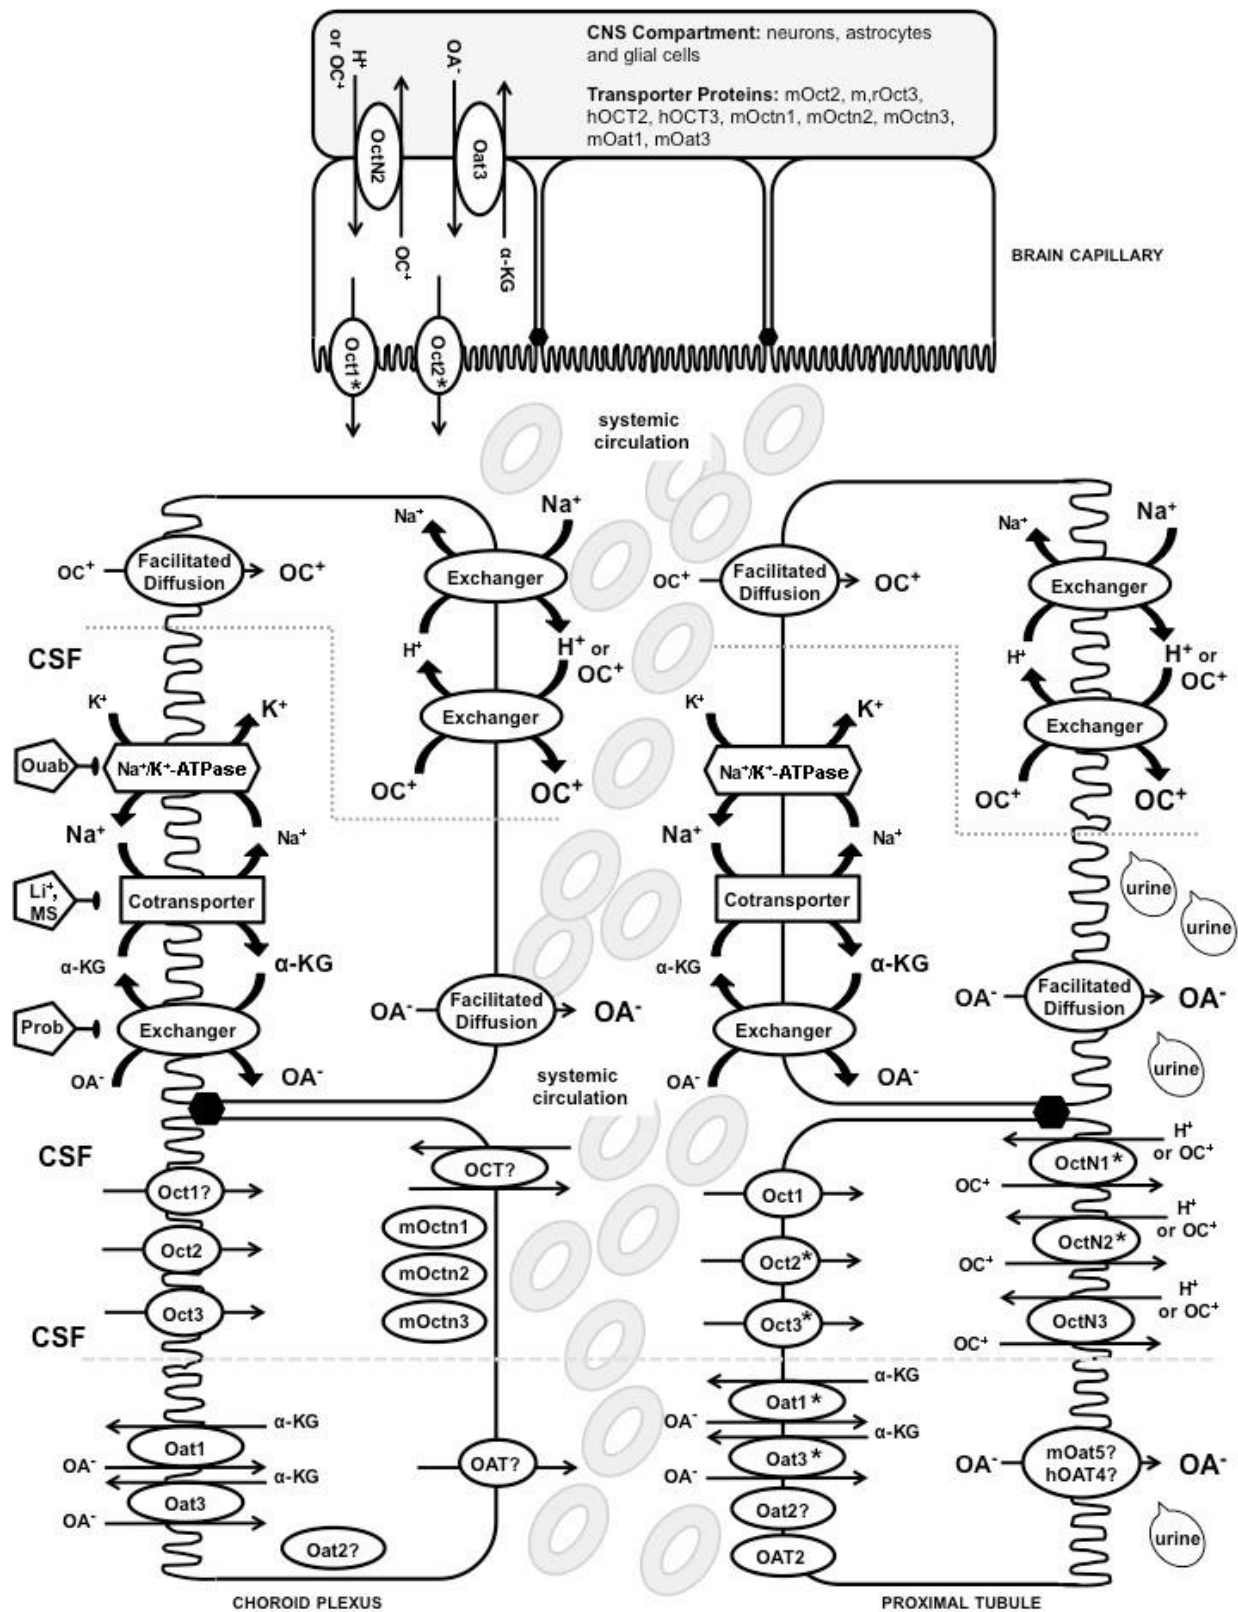 CNS Compartment: neurons, astrocytes
and glial cells
Transporter Proteins: mOct2, m,rOct3,
hOCT2, hOCT3, mOctn1, mOctn2, mOctn3,
mOat1, mOat3
H⁺
or OC⁺
OA⁻
OctN2
Oat3
OC⁺
α-KG
BRAIN CAPILLARY
Oct1*
Oct2*
systemic
circulation
OC⁺
Facilitated
Diffusion
OC⁺
Na⁺
Na⁺
Exchanger
H⁺
H⁺ or
OC⁺
Exchanger
OC⁺
OC⁺
CSF
K⁺
K⁺
Ouab
Na⁺/K⁺-ATPase
Na⁺
Na⁺
Li⁺,
MS
Cotransporter
α-KG
α-KG
Prob
Exchanger
OA⁻
OA⁻
OA⁻
Facilitated
Diffusion
OA⁻
systemic
circulation
OC⁺
Facilitated
Diffusion
OC⁺
Na⁺
Na⁺
Exchanger
H⁺
H⁺ or
OC⁺
Exchanger
OC⁺
OC⁺
K⁺
K⁺
Na⁺/K⁺-ATPase
Na⁺
Na⁺
Cotransporter
α-KG
α-KG
Exchanger
OA⁻
OA⁻
urine
urine
OA⁻
Facilitated
Diffusion
OA⁻
urine
CSF
Oct1?
Oct2
Oct3
CSF
OCT?
mOctn1
mOctn2
mOctn3
α-KG
Oat1
OA⁻
α-KG
Oat3
OA⁻
Oat2?
OAT?
CHOROID PLEXUS
Oct1
Oct2*
Oct3*
H⁺
or OC⁺
OctN1*
OC⁺
H⁺
or OC⁺
OctN2*
OC⁺
H⁺
or OC⁺
OctN3
OC⁺
α-KG
Oat1*
OA⁻
α-KG
Oat3*
OA⁻
Oat2?
OAT2
OA⁻
mOat5?
hOAT4?
OA⁻
urine
PROXIMAL TUBULE